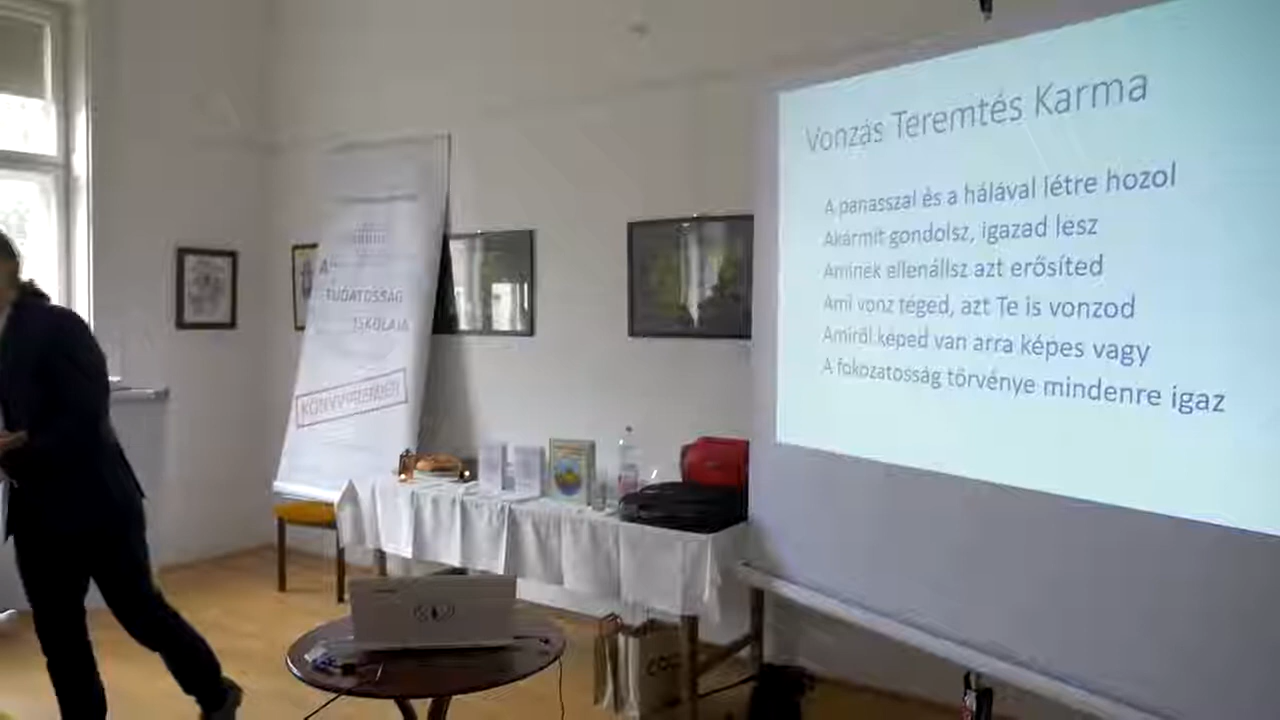 Vonzás Teremtés Karma
A panasszal és a hálával létre hozol
Akármit gondolsz, igazad lesz
Aminek ellenállsz azt erősíted
Ami vonz téged, azt Te is vonzod
Amiről képed van arra képes vagy
A fokozatosság törvénye mindenre igaz
A
TUDATOSSÁG
ISKOLÁJA
KÖNYVPREMIER